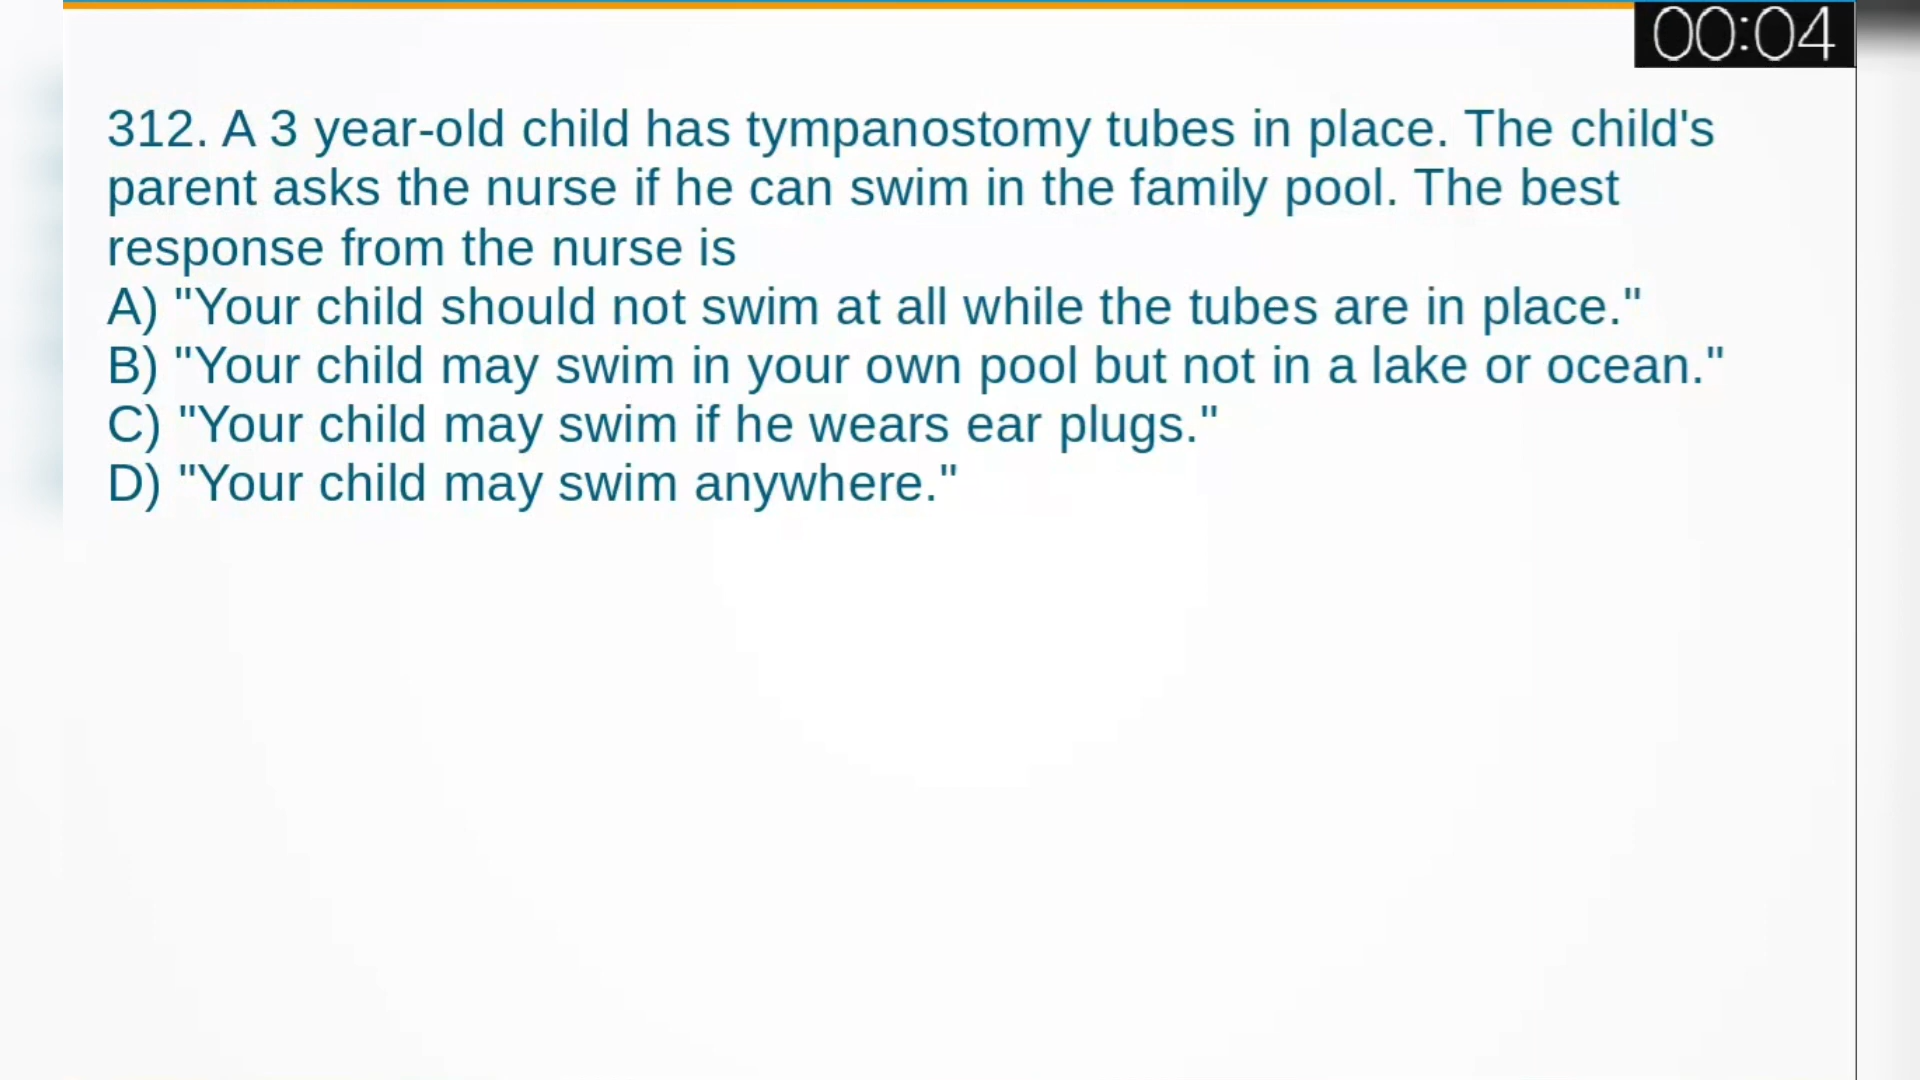 00:04
312. A 3 year-old child has tympanostomy tubes in place. The child's
parent asks the nurse if he can swim in the family pool. The best
response from the nurse is
A) "Your child should not swim at all while the tubes are in place."
B) "Your child may swim in your own pool but not in a lake or ocean."
C) "Your child may swim if he wears ear plugs."
D) "Your child may swim anywhere."